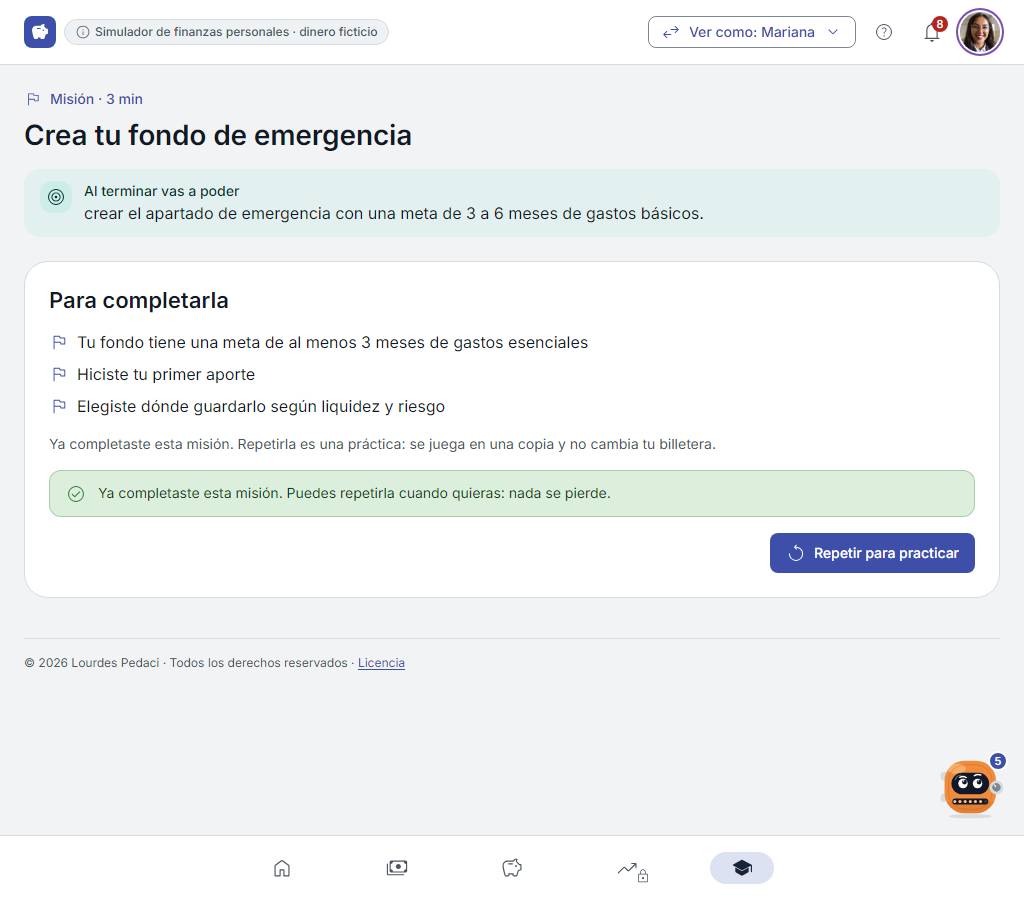 Simulador de finanzas personales · dinero ficticio
Ver como: Mariana
8
Misión · 3 min
Crea tu fondo de emergencia
Al terminar vas a poder
crear el apartado de emergencia con una meta de 3 a 6 meses de gastos básicos.
Para completarla
Tu fondo tiene una meta de al menos 3 meses de gastos esenciales
Hiciste tu primer aporte
Elegiste dónde guardarlo según liquidez y riesgo
Ya completaste esta misión. Repetirla es una práctica: se juega en una copia y no cambia tu billetera.
Ya completaste esta misión. Puedes repetirla cuando quieras: nada se pierde.
Repetir para practicar
© 2026 Lourdes Pedaci · Todos los derechos reservados · Licencia
5